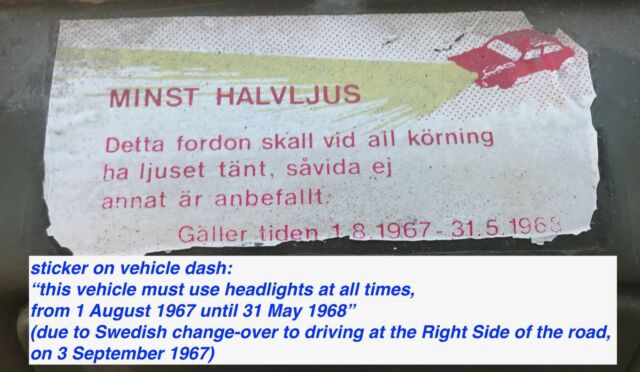 MINST HALVLJUS
Detta fordon skall vid all körning
ha ljuset tänt, såvida ej
annat är anbefallt.
Gäller tiden 1.8.1967 - 31.5.1968
sticker on vehicle dash:
“this vehicle must use headlights at all times,
from 1 August 1967 until 31 May 1968”
(due to Swedish change-over to driving at the Right Side of the road,
on 3 September 1967)